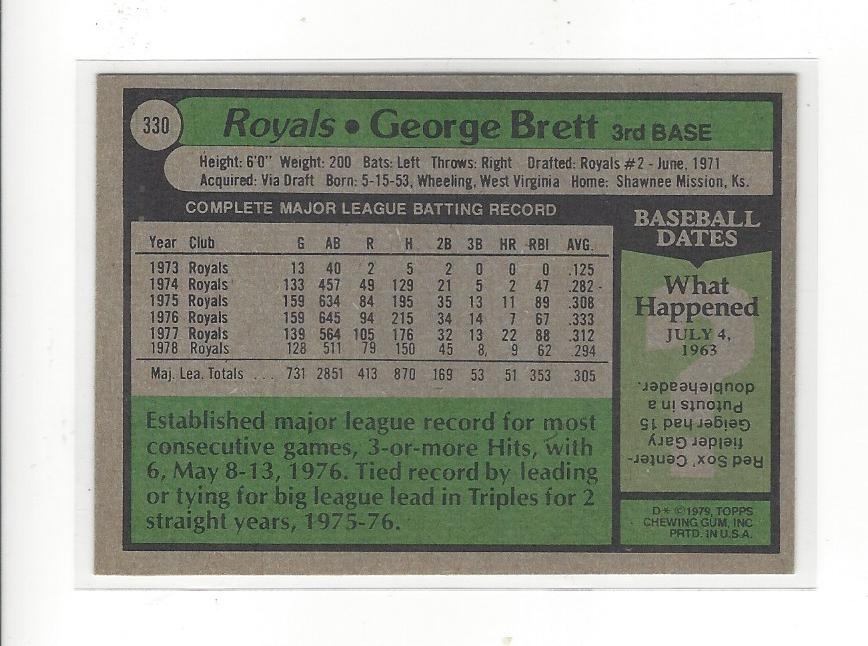 330
Royals • George Brett 3rd BASE
Height: 6'0" Weight: 200 Bats: Left Throws: Right Drafted: Royals #2 - June, 1971
Acquired: Via Draft Born: 5-15-53, Wheeling, West Virginia Home: Shawnee Mission, Ks.
COMPLETE MAJOR LEAGUE BATTING RECORD
Year Club G AB R H 2B 3B HR RBI AVG.
1973 Royals 13 40 2 5 2 0 0 0 .125
1974 Royals 133 457 49 129 21 5 2 47 .282
1975 Royals 159 634 84 195 35 13 11 89 .308
1976 Royals 159 645 94 215 34 14 7 67 .333
1977 Royals 139 564 105 176 32 13 22 88 .312
1978 Royals 128 511 79 150 45 8 9 62 .294
Maj. Lea. Totals ... 731 2851 413 870 169 53 51 353 .305
Established major league record for most
consecutive games, 3-or-more Hits, with
6, May 8-13, 1976. Tied record by leading
or tying for big league lead in Triples for 2
straight years, 1975-76.
BASEBALL
DATES
What
Happened
JULY 4,
1963
?
Red Sox' Center-
fielder Gary
Geiger had 15
Putouts in a
doubleheader.
D* ©1979, TOPPS
CHEWING GUM, INC
PRTD. IN U.S.A.